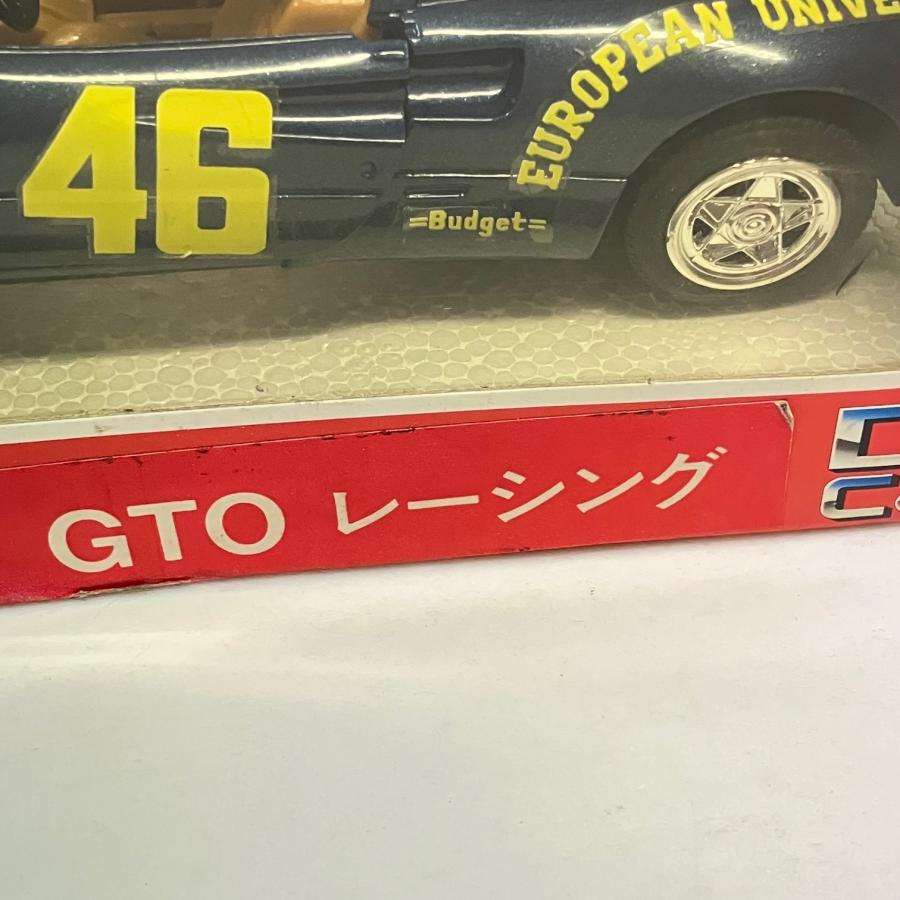 EUROPEAN UNIVE
46
=Budget=
GTO レーシング